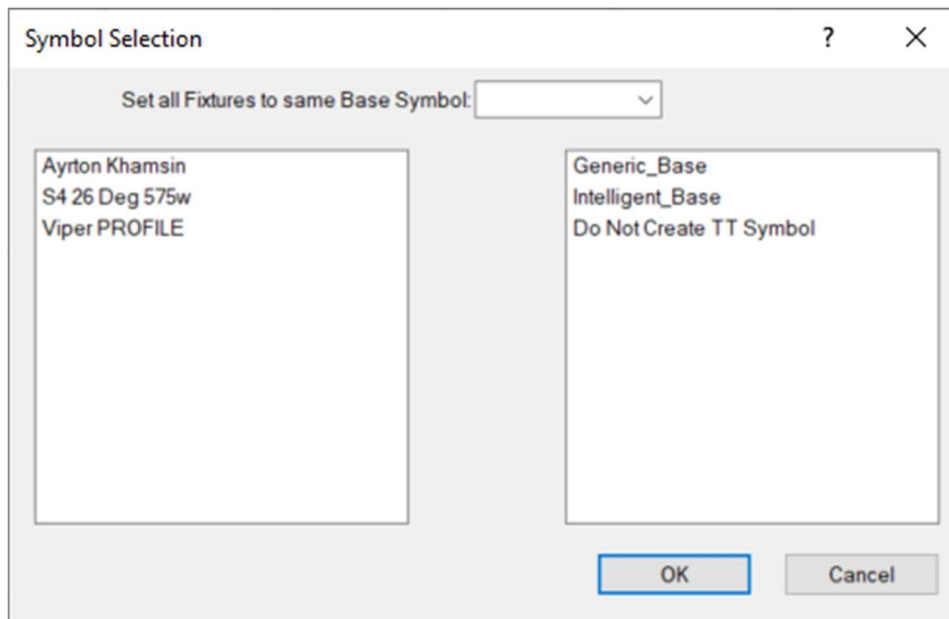 Symbol Selection
?
Set all Fixtures to same Base Symbol:
Ayrton Khamsin
S4 26 Deg 575w
Viper PROFILE
Generic_Base
Intelligent_Base
Do Not Create TT Symbol
OK
Cancel